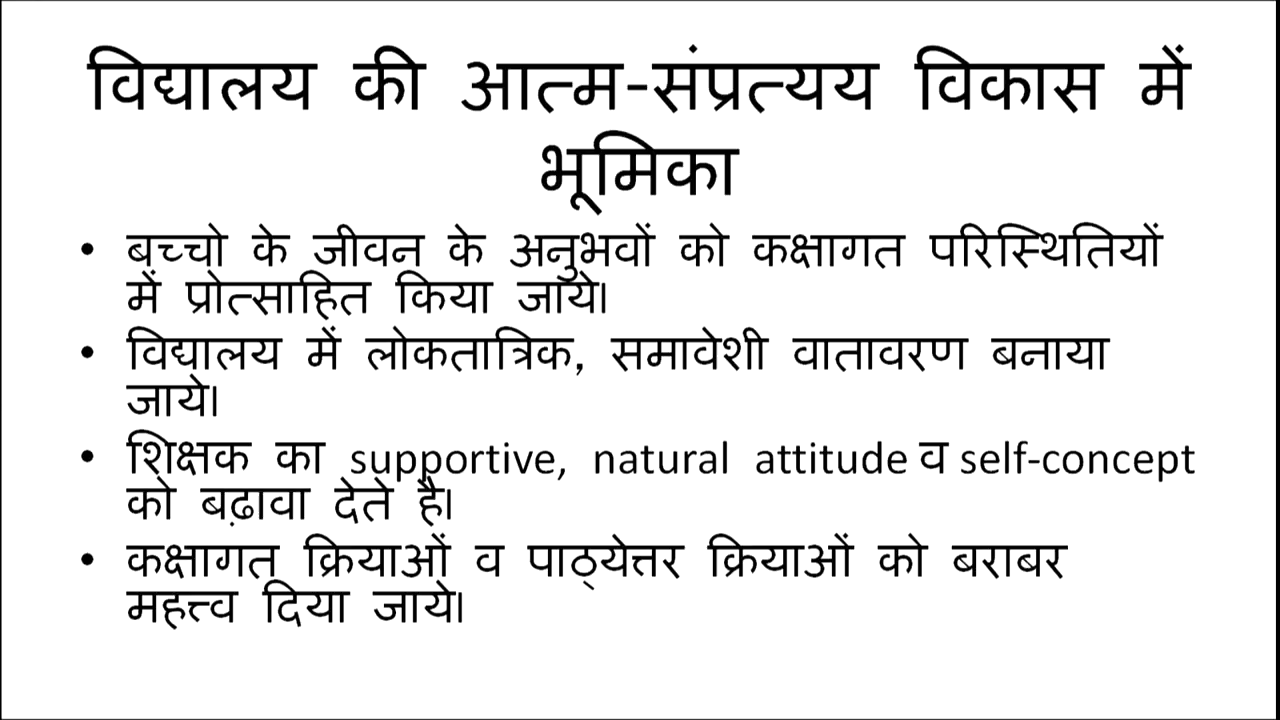 विद्यालय की आत्म-संप्रत्यय विकास में
भूमिका
• बच्चो के जीवन के अनुभवों को कक्षागत परिस्थितियों
में प्रोत्साहित किया जाये।
• विद्यालय में लोकतात्रिक, समावेशी वातावरण बनाया
जाये।
• शिक्षक का supportive, natural attitude व self-concept
को बढ़ावा देते है।
• कक्षागत क्रियाओं व पाठ्येत्तर क्रियाओं को बराबर
महत्त्व दिया जाये।